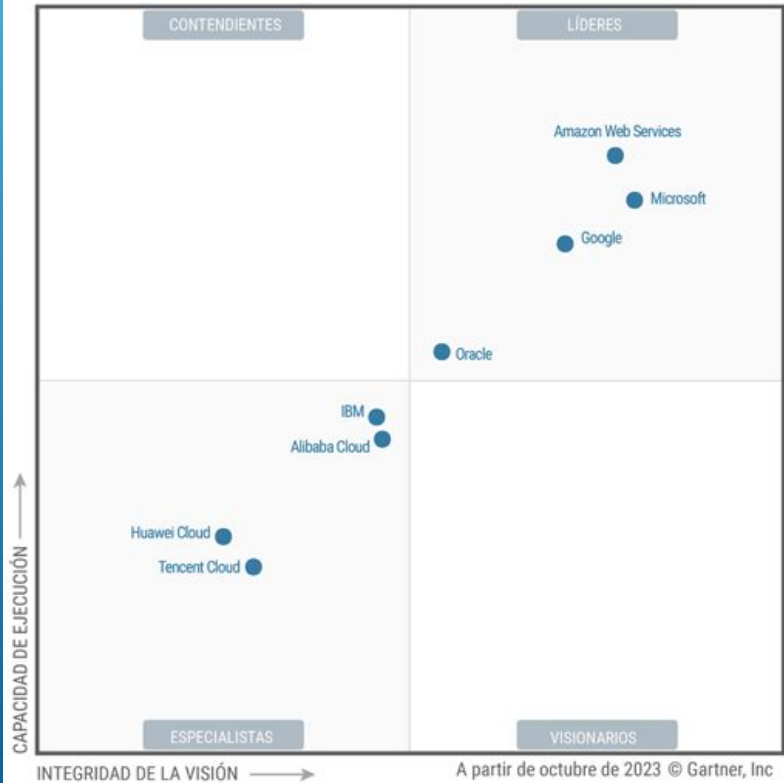 CONTENDIENTES
LÍDERES
Amazon Web Services
Microsoft
Google
Oracle
IBM
Alibaba Cloud
Huawei Cloud
Tencent Cloud
CAPACIDAD DE EJECUCIÓN
ESPECIALISTAS
VISIONARIOS
INTEGRIDAD DE LA VISIÓN
A partir de octubre de 2023 © Gartner, Inc